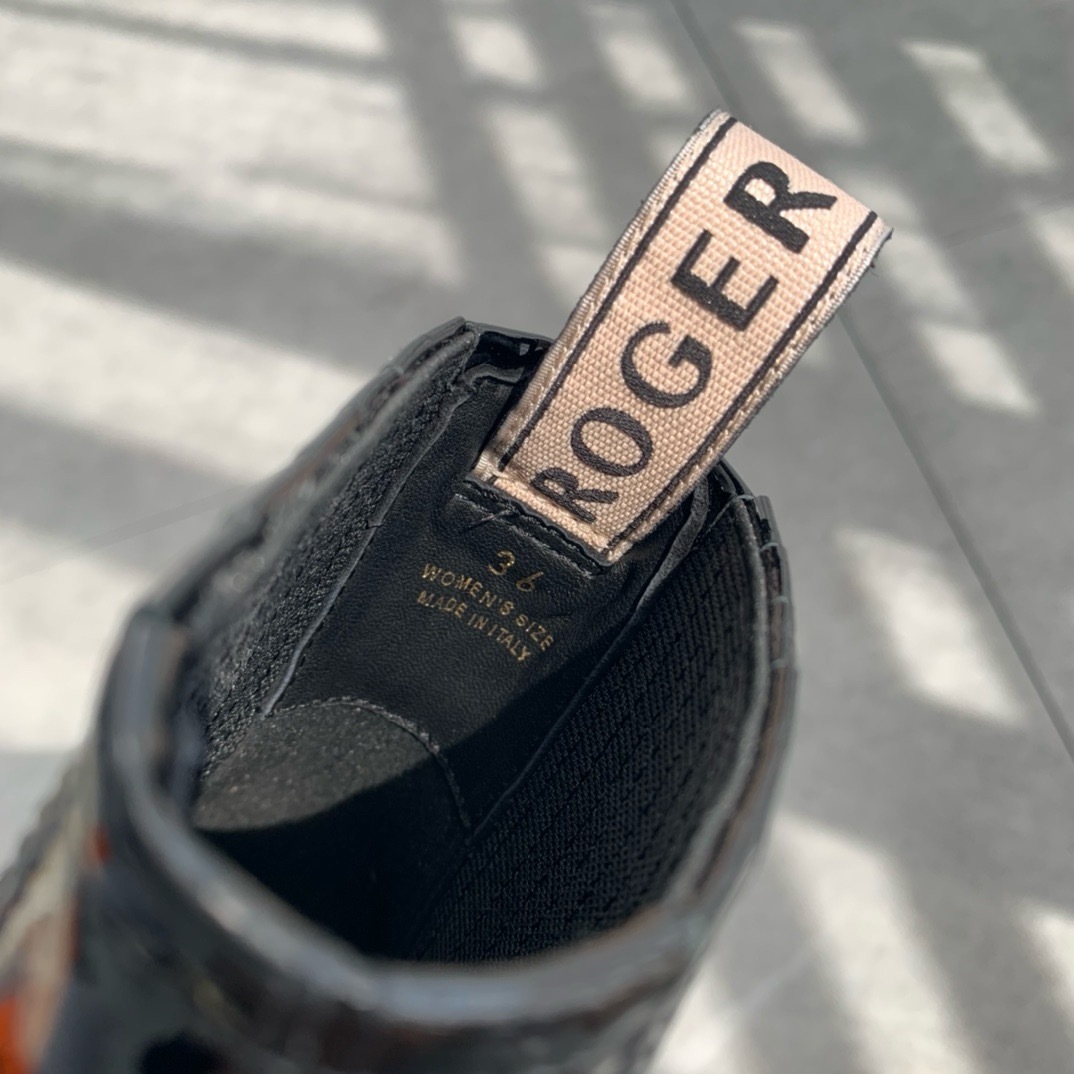 ROGER
36
WOMEN'S SIZE
MADE IN ITALY